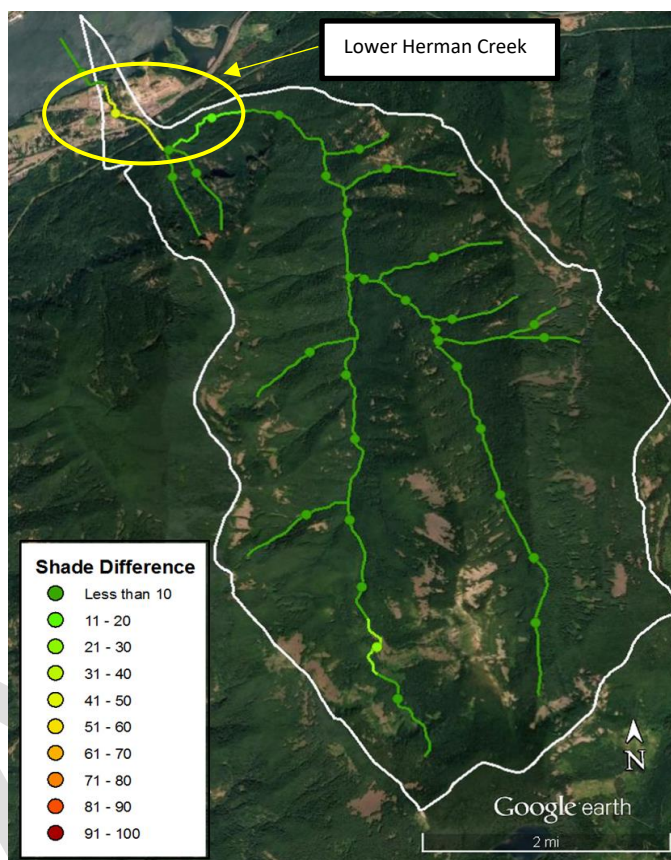 Lower Herman Creek
Shade Difference
Less than 10
11 - 20
21 - 30
31 - 40
41 - 50
51 - 60
61 - 70
71 - 80
81 - 90
91 - 100
N
Google earth
2 mi